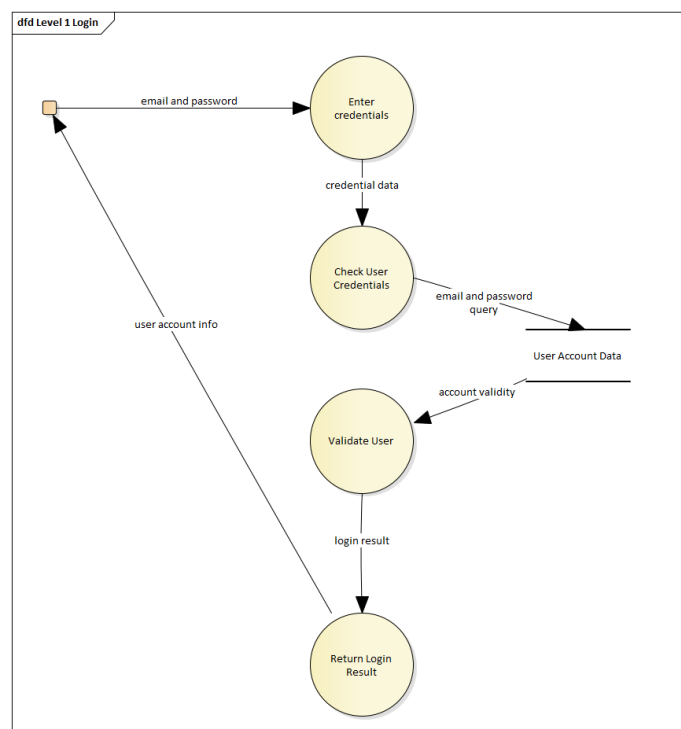 dfd Level 1 Login
email and password
Enter
credentials
credential data
Check User
Credentials
email and password
query
User Account Data
account validity
user account info
Validate User
login result
Return Login
Result